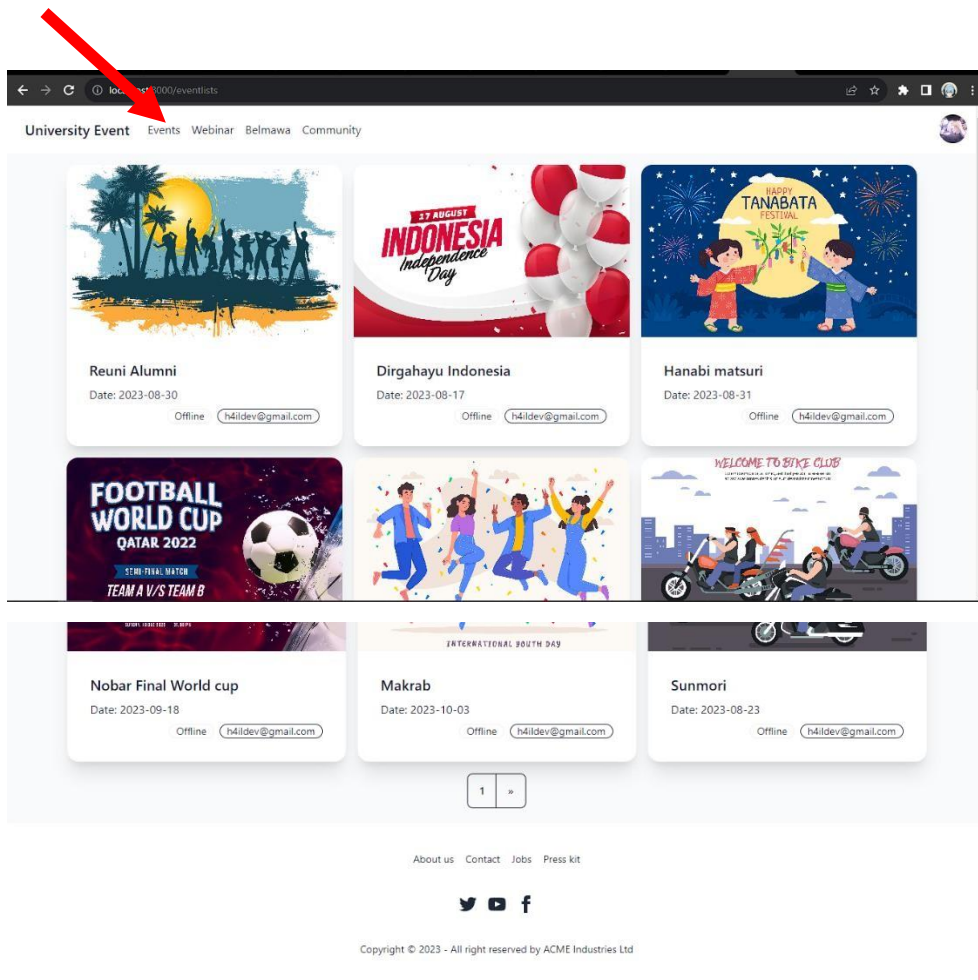 localhost:3000/eventlists
University Event Events Webinar Belmawa Community
17 AUGUST
INDONESIA
Independence
Day
HAPPY
TANABATA
FESTIVAL
Reuni Alumni
Date: 2023-08-30
Offline h4ildev@gmail.com
Dirgahayu Indonesia
Date: 2023-08-17
Offline h4ildev@gmail.com
Hanabi matsuri
Date: 2023-08-31
Offline h4ildev@gmail.com
FOOTBALL
WORLD CUP
QATAR 2022
SEMI-FINAL MATCH
TEAM A V/S TEAM B
WELCOME TO BIKE CLUB
INTERNATIONAL YOUTH DAY
Nobar Final World cup
Date: 2023-09-18
Offline h4ildev@gmail.com
Makrab
Date: 2023-10-03
Offline h4ildev@gmail.com
Sunmori
Date: 2023-08-23
Offline h4ildev@gmail.com
1 »
About us Contact Jobs Press kit
Copyright © 2023 - All right reserved by ACME Industries Ltd